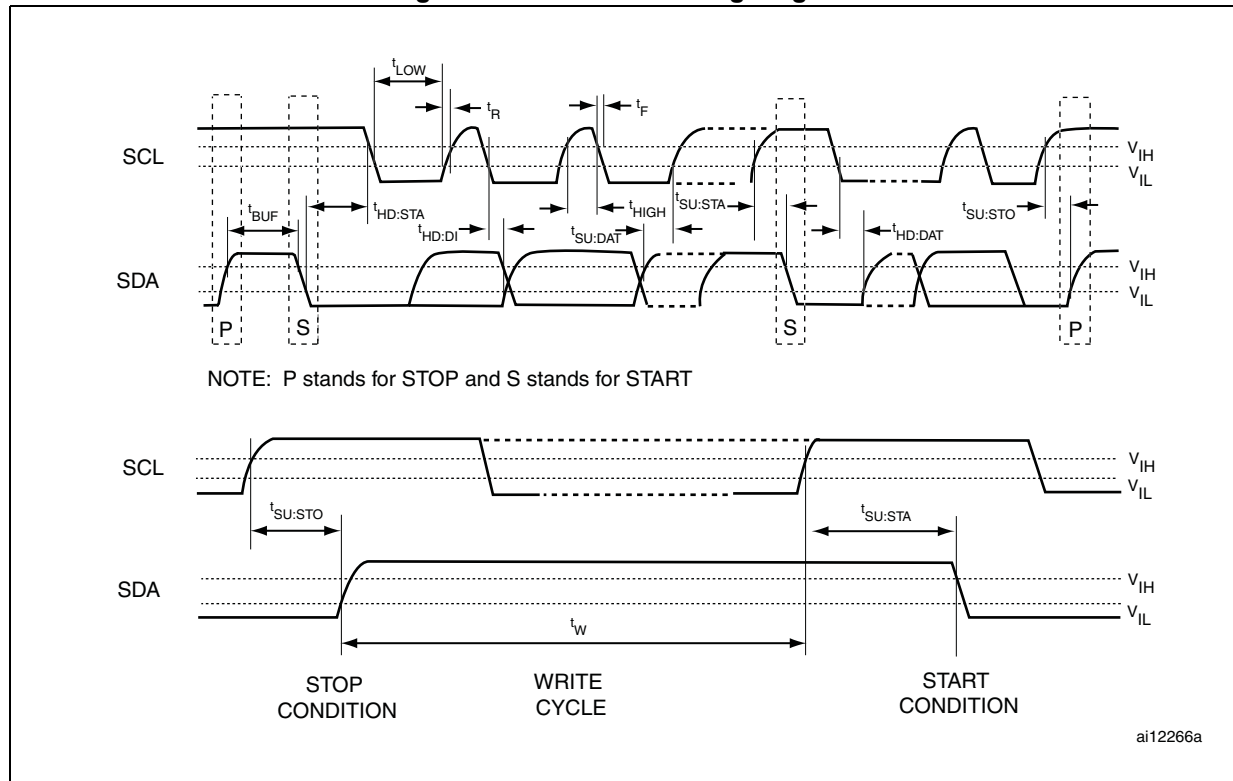 tLOW
tR
tF
SCL
VIH
VIL
tBUF
tHD:STA
tHD:DI
tHIGH
tSU:DAT
tSU:STA
tHD:DAT
tSU:STO
SDA
VIH
VIL
P
S
S
P
NOTE: P stands for STOP and S stands for START
SCL
VIH
VIL
tSU:STO
tSU:STA
SDA
VIH
VIL
tW
STOP
CONDITION
WRITE
CYCLE
START
CONDITION
ai12266a